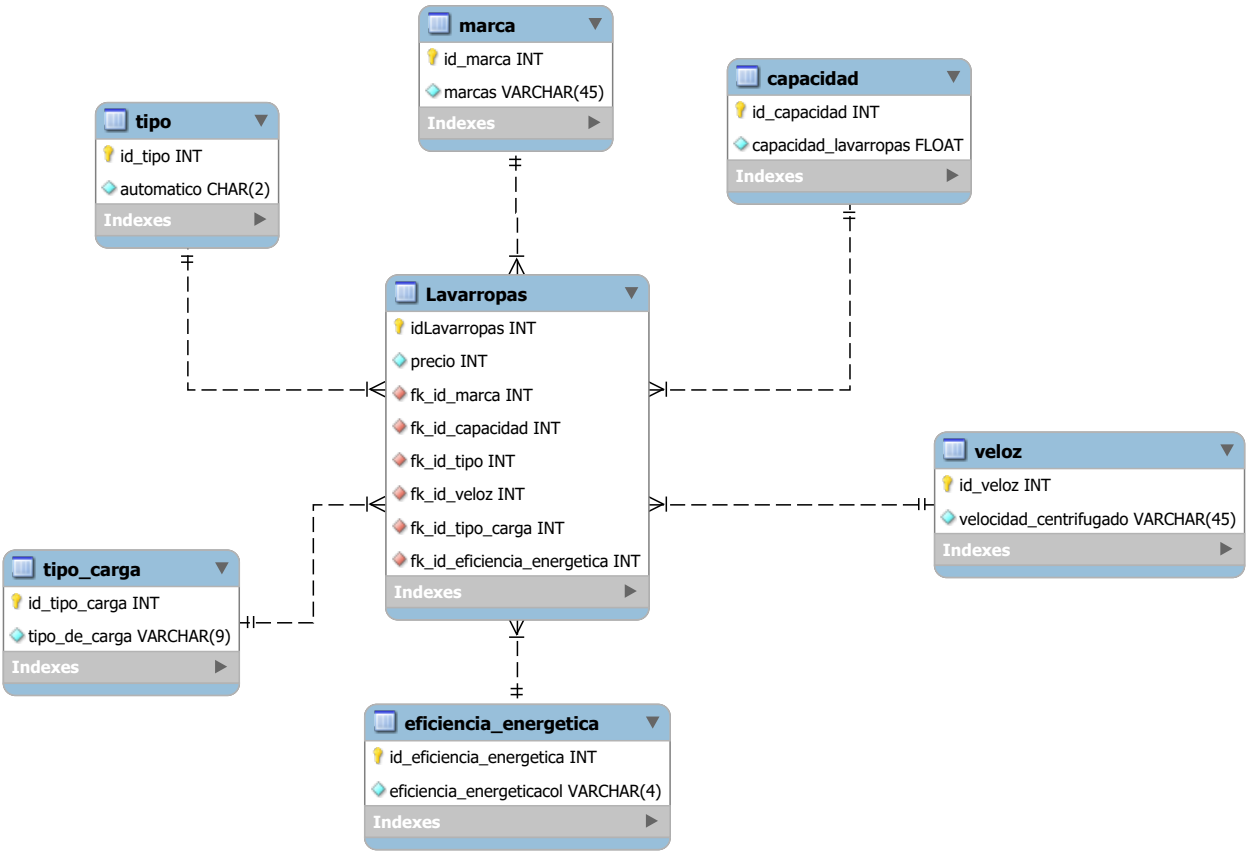 marca
id_marca INT
marcas VARCHAR(45)
Indexes
capacidad
id_capacidad INT
capacidad_lavarropas FLOAT
Indexes
tipo
id_tipo INT
automatico CHAR(2)
Indexes
Lavarropas
idLavarropas INT
precio INT
fk_id_marca INT
fk_id_capacidad INT
fk_id_tipo INT
fk_id_veloz INT
fk_id_tipo_carga INT
fk_id_eficiencia_energetica INT
Indexes
veloz
id_veloz INT
velocidad_centrifugado VARCHAR(45)
Indexes
tipo_carga
id_tipo_carga INT
tipo_de_carga VARCHAR(9)
Indexes
eficiencia_energetica
id_eficiencia_energetica INT
eficiencia_energeticacol VARCHAR(4)
Indexes